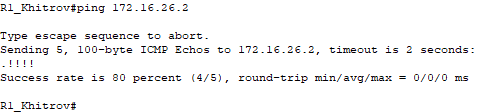 R1_Khitrov#ping 172.16.26.2
Type escape sequence to abort.
Sending 5, 100-byte ICMP Echos to 172.16.26.2, timeout is 2 seconds:
.!!!!
Success rate is 80 percent (4/5), round-trip min/avg/max = 0/0/0 ms
R1_Khitrov#